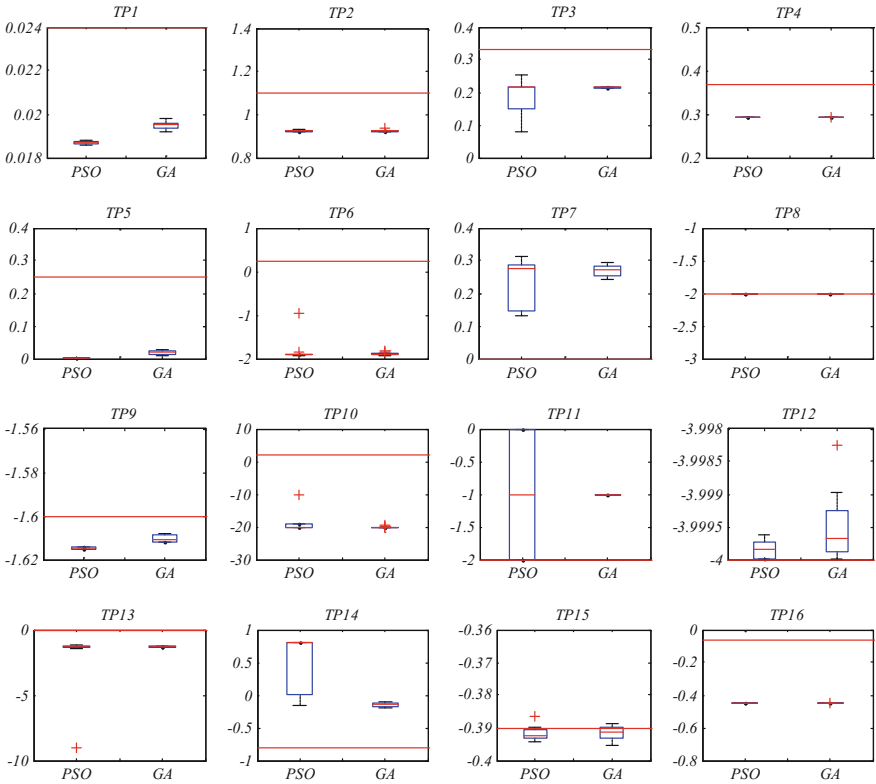 TP1
0.024
0.022
0.02
0.018
PSO
GA
TP2
1.4
1.2
1
0.8
PSO
GA
TP3
0.4
0.3
0.2
0.1
0
PSO
GA
TP4
0.5
0.4
0.3
0.2
PSO
GA
TP5
0.4
0.3
0.2
0.1
0
PSO
GA
TP6
1
0
-1
-2
PSO
GA
TP7
0.4
0.3
0.2
0.1
0
PSO
GA
TP8
-1
-1.5
-2
-2.5
-3
PSO
GA
TP9
-1.56
-1.58
-1.6
-1.62
PSO
GA
TP10
10
0
-10
-20
-30
PSO
GA
TP11
0
-0.5
-1
-1.5
-2
PSO
GA
TP12
-3.998
-3.9985
-3.999
-3.9995
-4
PSO
GA
TP13
0
-5
-10
PSO
GA
TP14
1
0.5
0
-0.5
-1
PSO
GA
TP15
-0.36
-0.37
-0.38
-0.39
-0.4
PSO
GA
TP16
0
-0.2
-0.4
-0.6
-0.8
PSO
GA